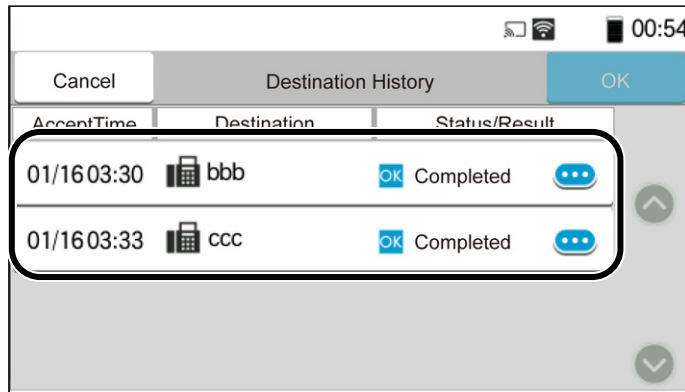 00:54
Cancel Destination History OK
AcceptTime Destination Status/Result
01/16 03:30 bbb OK Completed
01/16 03:33 ccc OK Completed